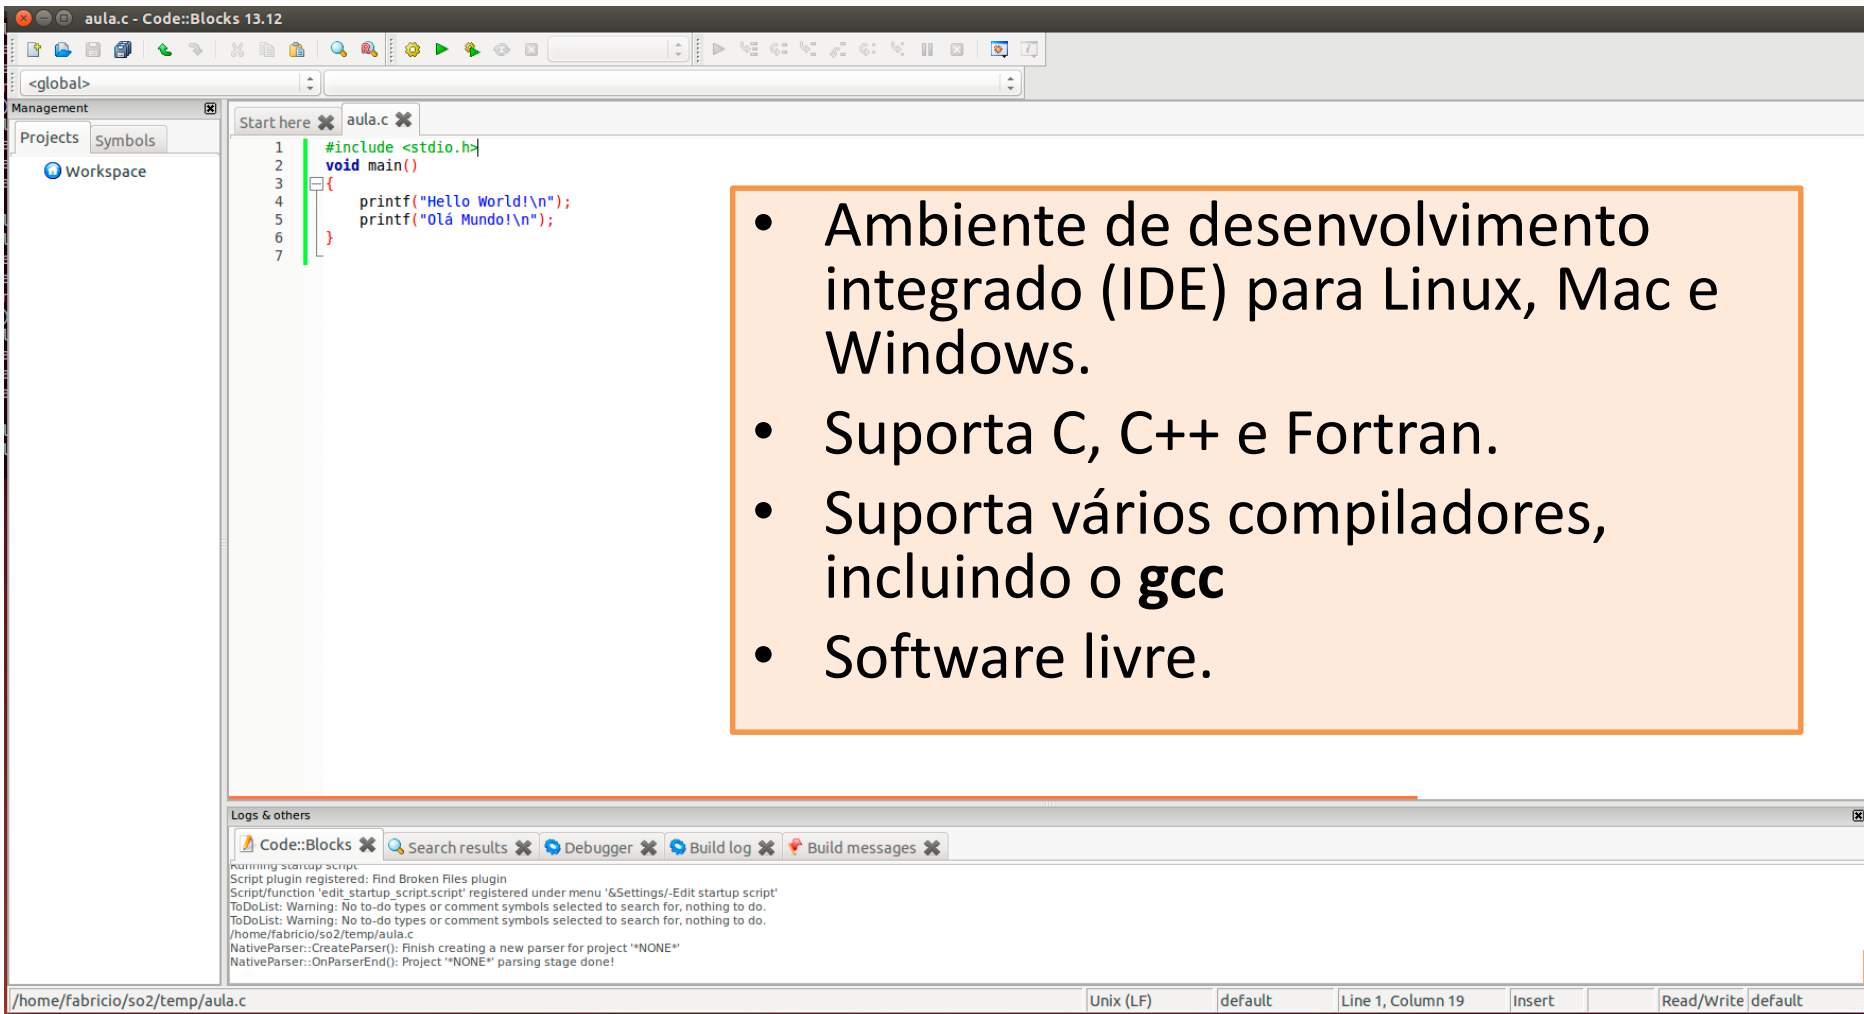 aula.c - Code::Blocks 13.12
<global>
Management
Projects Symbols
Workspace
Start here aula.c
1 #include <stdio.h>
2 void main()
3 {
4 printf("Hello World!\n");
5 printf("Olá Mundo!\n");
6 }
7
• Ambiente de desenvolvimento
integrado (IDE) para Linux, Mac e
Windows.
• Suporta C, C++ e Fortran.
• Suporta vários compiladores,
incluindo o gcc
• Software livre.
Logs & others
Code::Blocks Search results Debugger Build log Build messages
Running startup script
Script plugin registered: Find Broken Files plugin
Script/function 'edit_startup_script.script' registered under menu '&Settings/-Edit startup script'
ToDoList: Warning: No to-do types or comment symbols selected to search for, nothing to do.
ToDoList: Warning: No to-do types or comment symbols selected to search for, nothing to do.
/home/fabricio/so2/temp/aula.c
NativeParser::CreateParser(): Finish creating a new parser for project '*NONE*'
NativeParser::OnParserEnd(): Project '*NONE*' parsing stage done!
/home/fabricio/so2/temp/aula.c Unix (LF) default Line 1, Column 19 Insert Read/Write default